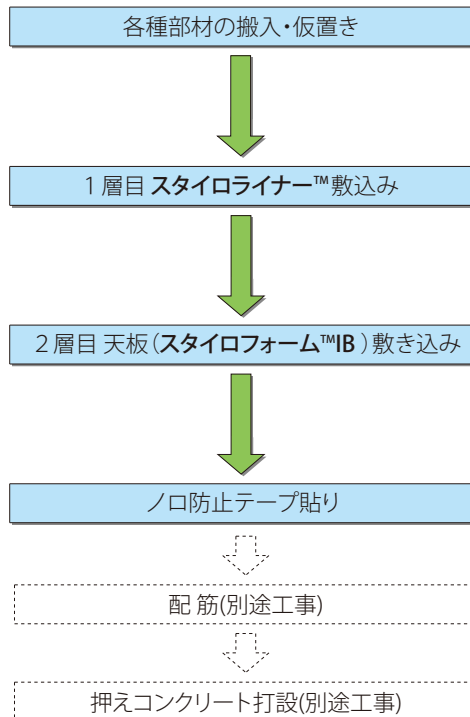 各種部材の搬入・仮置き
1層目 スタイロライナー™敷込み
2層目 天板(スタイロフォーム™IB)敷き込み
ノロ防止テープ貼り
配 筋(別途工事)
押えコンクリート打設(別途工事)